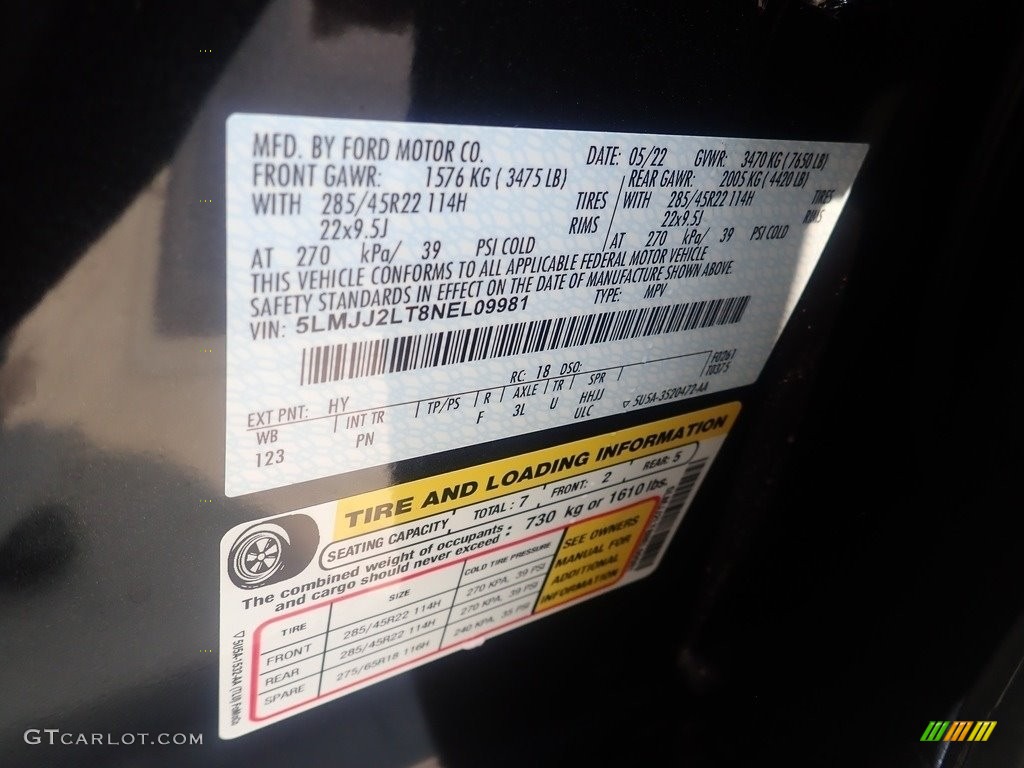 MFD. BY FORD MOTOR CO.
DATE: 05/22 GVWR: 3470 KG (7650 LB)
FRONT GAWR: 1576 KG (3475 LB)
REAR GAWR: 2005 KG (4420 LB)
WITH 285/45R22 114H TIRES
WITH 285/45R22 114H TIRES
22x9.5J RIMS
22x9.5J RIMS
AT 270 kPa/ 39 PSI COLD
AT 270 kPa/ 39 PSI COLD
THIS VEHICLE CONFORMS TO ALL APPLICABLE FEDERAL MOTOR VEHICLE
SAFETY STANDARDS IN EFFECT ON THE DATE OF MANUFACTURE SHOWN ABOVE.
VIN: 5LMJJ2LT8NEL09981
TYPE: MPV
F0261
T0375
RC: 18 DSO:
EXT PNT: HY
WB INT TR TP/PS R AXLE TR SPR
123 PN F 3L U HHJJ
ULC
▽ 5U5A-3520472-AA
TIRE AND LOADING INFORMATION
SEATING CAPACITY, TOTAL: 7 FRONT: 2 REAR: 5
The combined weight of occupants
and cargo should never exceed : 730 kg or 1610 lbs.
TIRE SIZE COLD TIRE PRESSURE
FRONT 285/45R22 114H 270 KPA, 39 PSI
REAR 285/45R22 114H 270 KPA, 39 PSI
SPARE 275/65R18 116H 240 KPA, 35 PSI
SEE OWNERS
MANUAL FOR
ADDITIONAL
INFORMATION
GTCARLOT.COM